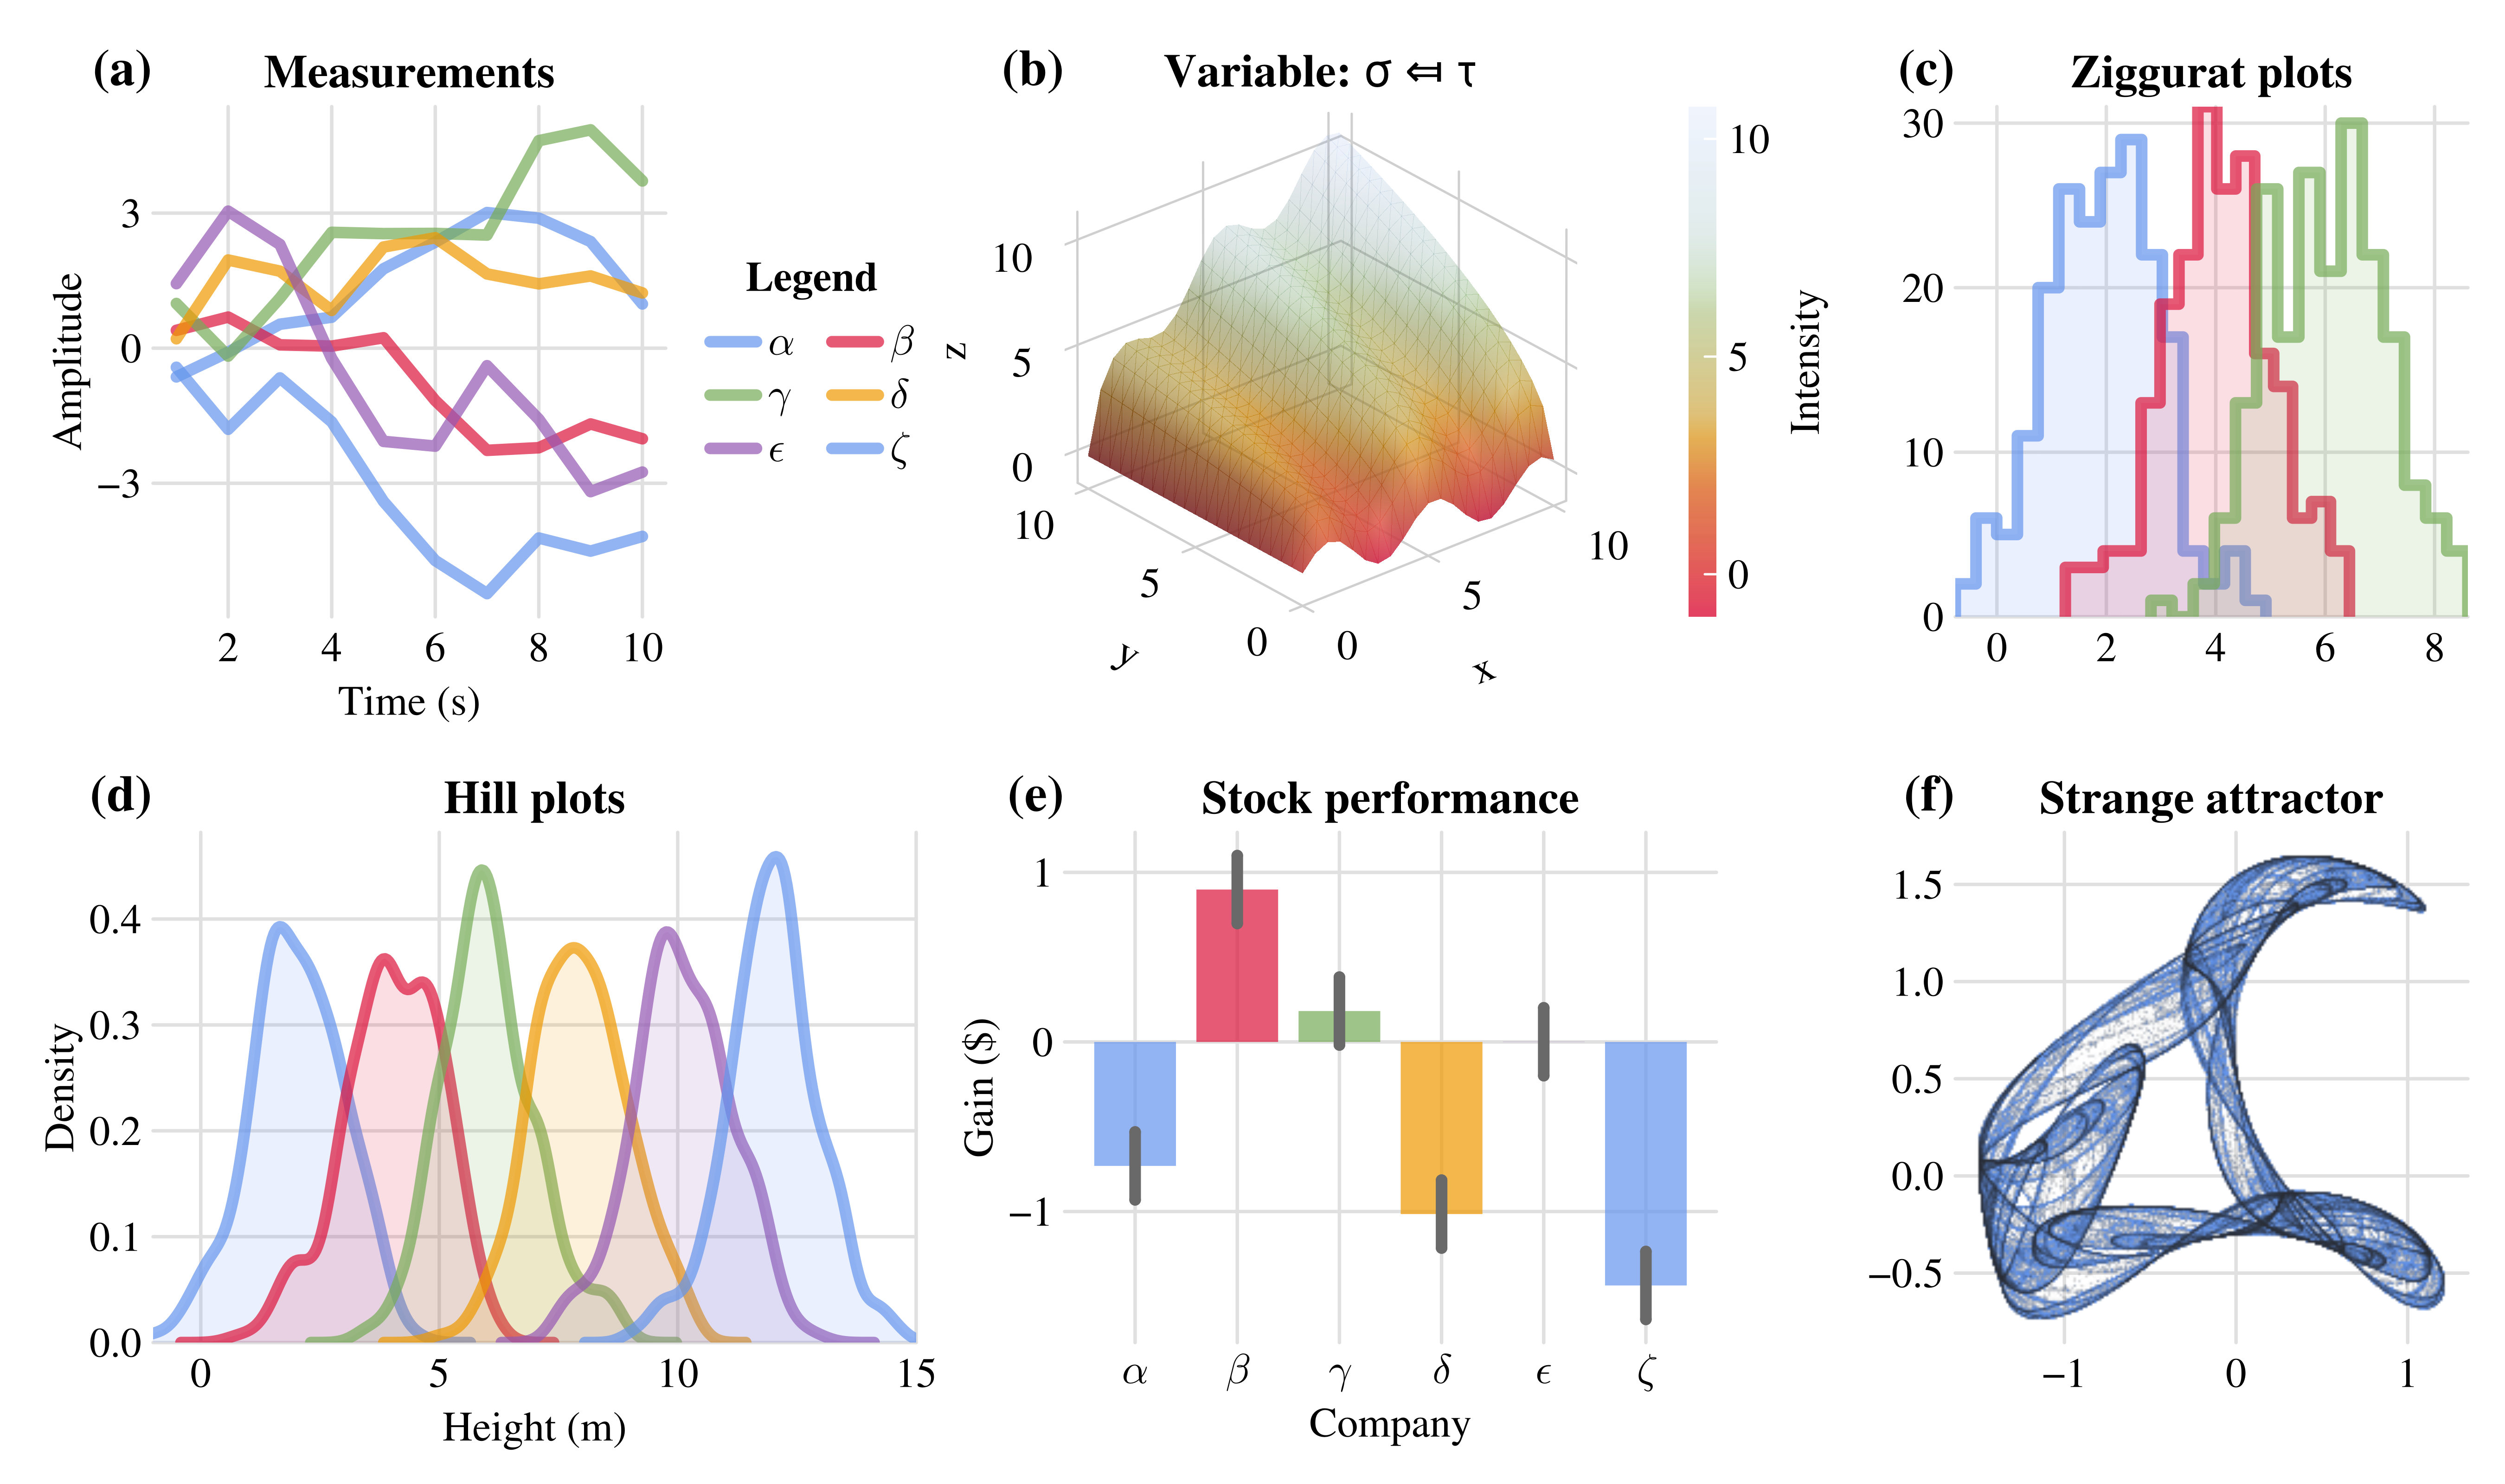 (a) Measurements
Amplitude
3
0
−3
2 4 6 8 10
Time (s)
Legend
α β
γ δ
ϵ ζ
(b) Variable: σ ⤆ τ
z
10
5
0
10
5
0
y
0
5
10
x
10
5
0
Intensity
(c) Ziggurat plots
30
20
10
0
0 2 4 6 8
(d) Hill plots
Density
0.4
0.3
0.2
0.1
0.0
0 5 10 15
Height (m)
(e) Stock performance
Gain ($)
1
0
−1
α β γ δ ϵ ζ
Company
(f) Strange attractor
1.5
1.0
0.5
0.0
−0.5
−1 0 1